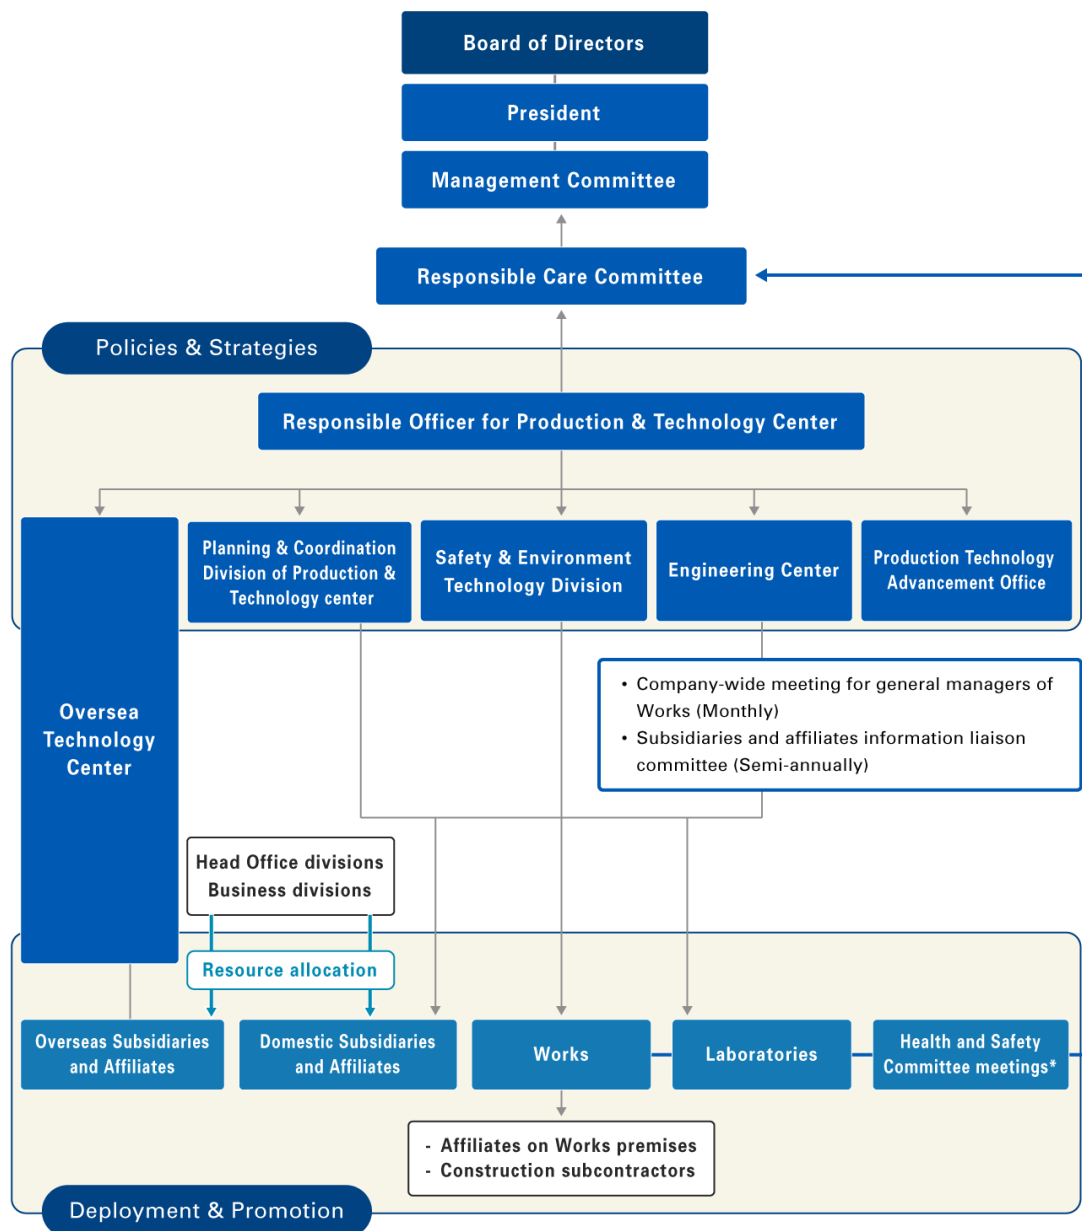 Board of Directors
President
Management Committee
Responsible Care Committee
Policies & Strategies
Responsible Officer for Production & Technology Center
Oversea
Technology
Center
Planning & Coordination
Division of Production &
Technology center
Safety & Environment
Technology Division
Engineering Center
Production Technology
Advancement Office
• Company-wide meeting for general managers of
Works (Monthly)
• Subsidiaries and affiliates information liaison
committee (Semi-annually)
Head Office divisions
Business divisions
Resource allocation
Overseas Subsidiaries
and Affiliates
Domestic Subsidiaries
and Affiliates
Works
Laboratories
Health and Safety
Committee meetings*
- Affiliates on Works premises
- Construction subcontractors
Deployment & Promotion